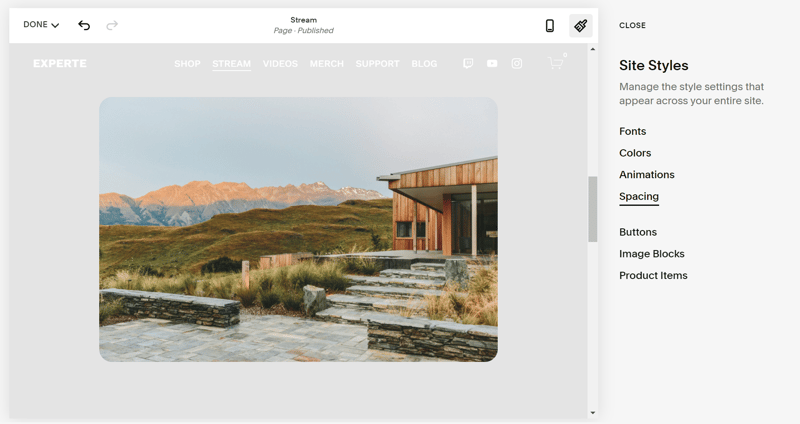 DONE
Stream
Page · Published
CLOSE
EXPERTE
SHOP STREAM VIDEOS MERCH SUPPORT BLOG
0
Site Styles
Manage the style settings that
appear across your entire site.
Fonts
Colors
Animations
Spacing
Buttons
Image Blocks
Product Items